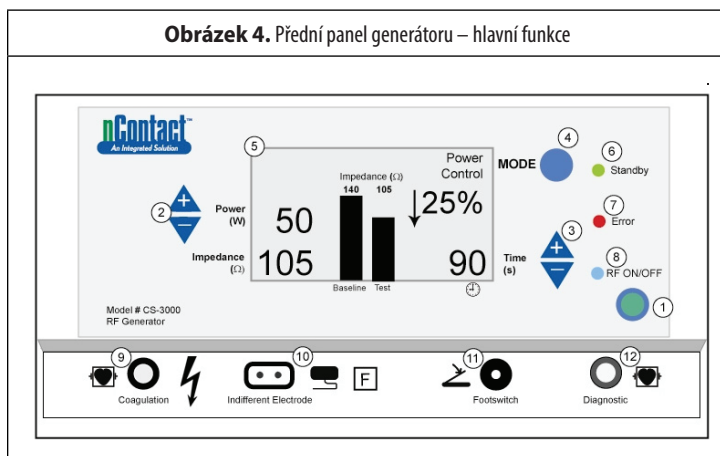 Obrázek 4. Přední panel generátoru – hlavní funkce
nContact™
An Integrated Solution
5
Power
Control
MODE
4
6
Standby
Impedance (Ω)
140 105
↓25%
2
+
–
Power
(W)
50
7
Error
3
+
–
Impedance
(Ω)
105
90
Time
(s)
8
RF ON/OFF
Baseline Test
1
Model # CS-3000
RF Generator
9
Coagulation
10
Indifferent Electrode
F
11
Footswitch
12
Diagnostic